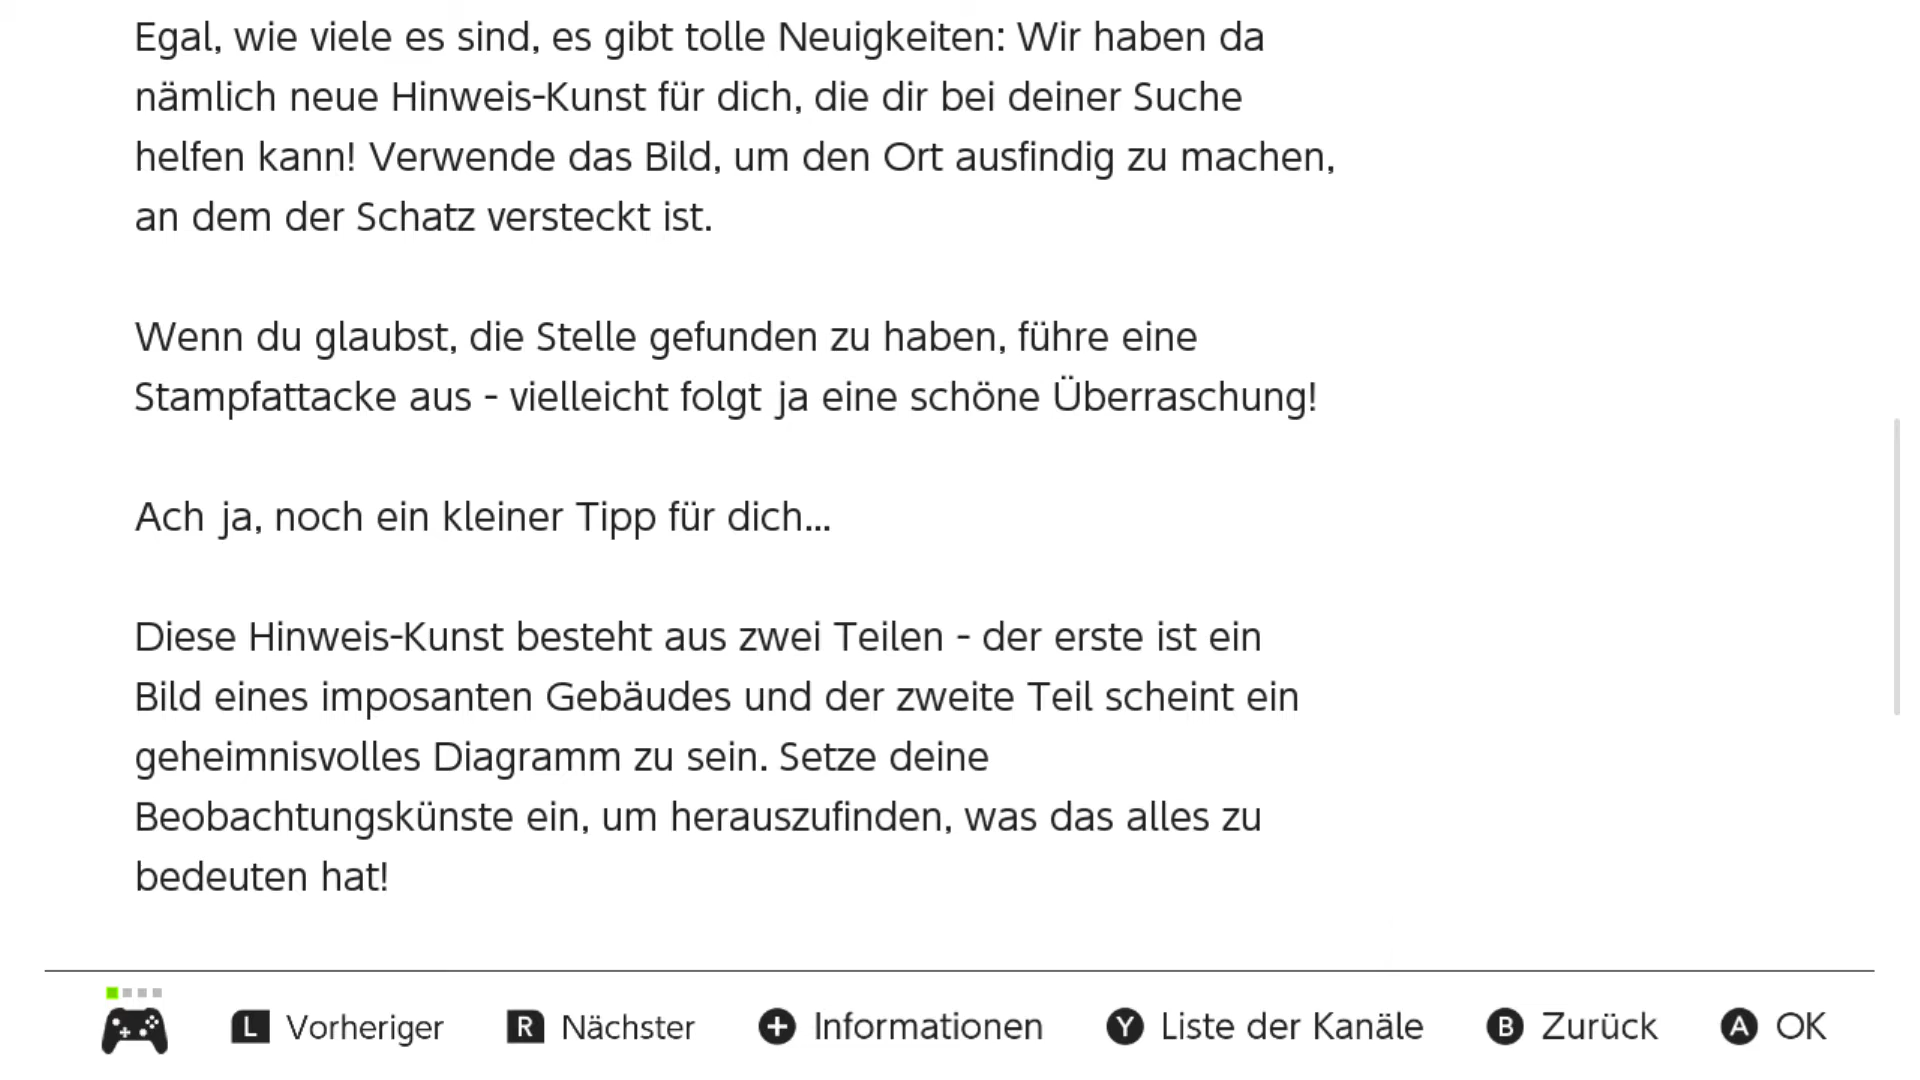 Egal, wie viele es sind, es gibt tolle Neuigkeiten: Wir haben da
nämlich neue Hinweis-Kunst für dich, die dir bei deiner Suche
helfen kann! Verwende das Bild, um den Ort ausfindig zu machen,
an dem der Schatz versteckt ist.
Wenn du glaubst, die Stelle gefunden zu haben, führe eine
Stampfattacke aus - vielleicht folgt ja eine schöne Überraschung!
Ach ja, noch ein kleiner Tipp für dich...
Diese Hinweis-Kunst besteht aus zwei Teilen - der erste ist ein
Bild eines imposanten Gebäudes und der zweite Teil scheint ein
geheimnisvolles Diagramm zu sein. Setze deine
Beobachtungskünste ein, um herauszufinden, was das alles zu
bedeuten hat!
L Vorheriger R Nächster + Informationen Y Liste der Kanäle B Zurück A OK